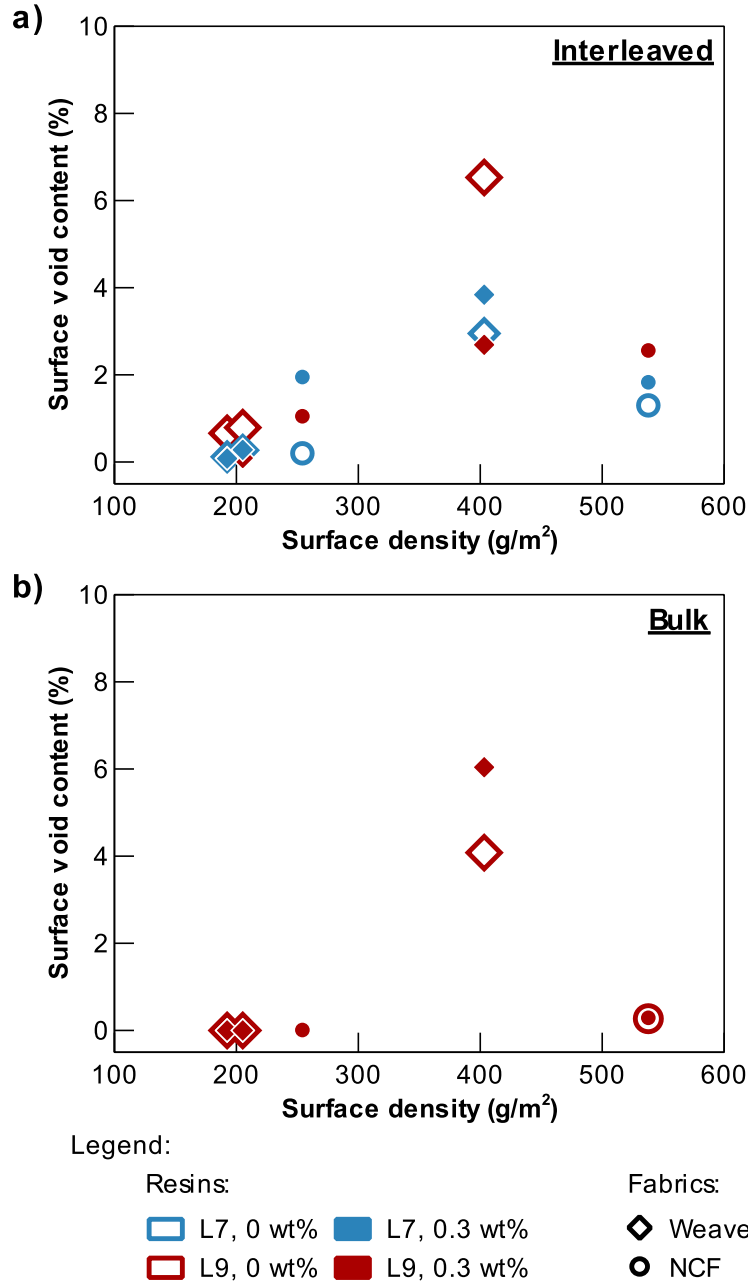 a)
Interleaved
Surface void content (%)
10
8
6
4
2
0
100 200 300 400 500 600
Surface density (g/m²)
b)
Bulk
Surface void content (%)
10
8
6
4
2
0
100 200 300 400 500 600
Surface density (g/m²)
Legend:
Resins: Fabrics:
L7, 0 wt% L7, 0.3 wt% Weave
L9, 0 wt% L9, 0.3 wt% NCF